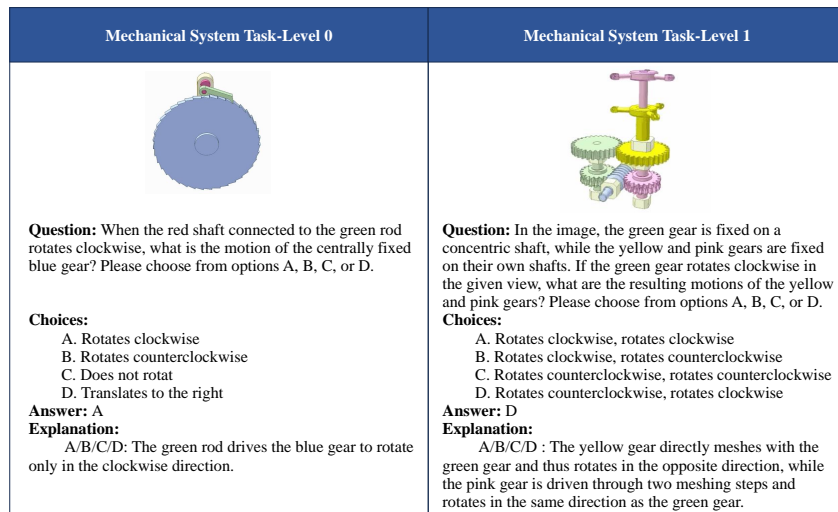 Mechanical System Task-Level 0
Question: When the red shaft connected to the green rod
rotates clockwise, what is the motion of the centrally fixed
blue gear? Please choose from options A, B, C, or D.
Choices:
A. Rotates clockwise
B. Rotates counterclockwise
C. Does not rotat
D. Translates to the right
Answer: A
Explanation:
A/B/C/D: The green rod drives the blue gear to rotate
only in the clockwise direction.
Mechanical System Task-Level 1
Question: In the image, the green gear is fixed on a
concentric shaft, while the yellow and pink gears are fixed
on their own shafts. If the green gear rotates clockwise in
the given view, what are the resulting motions of the yellow
and pink gears? Please choose from options A, B, C, or D.
Choices:
A. Rotates clockwise, rotates clockwise
B. Rotates clockwise, rotates counterclockwise
C. Rotates counterclockwise, rotates counterclockwise
D. Rotates counterclockwise, rotates clockwise
Answer: D
Explanation:
A/B/C/D : The yellow gear directly meshes with the
green gear and thus rotates in the opposite direction, while
the pink gear is driven through two meshing steps and
rotates in the same direction as the green gear.